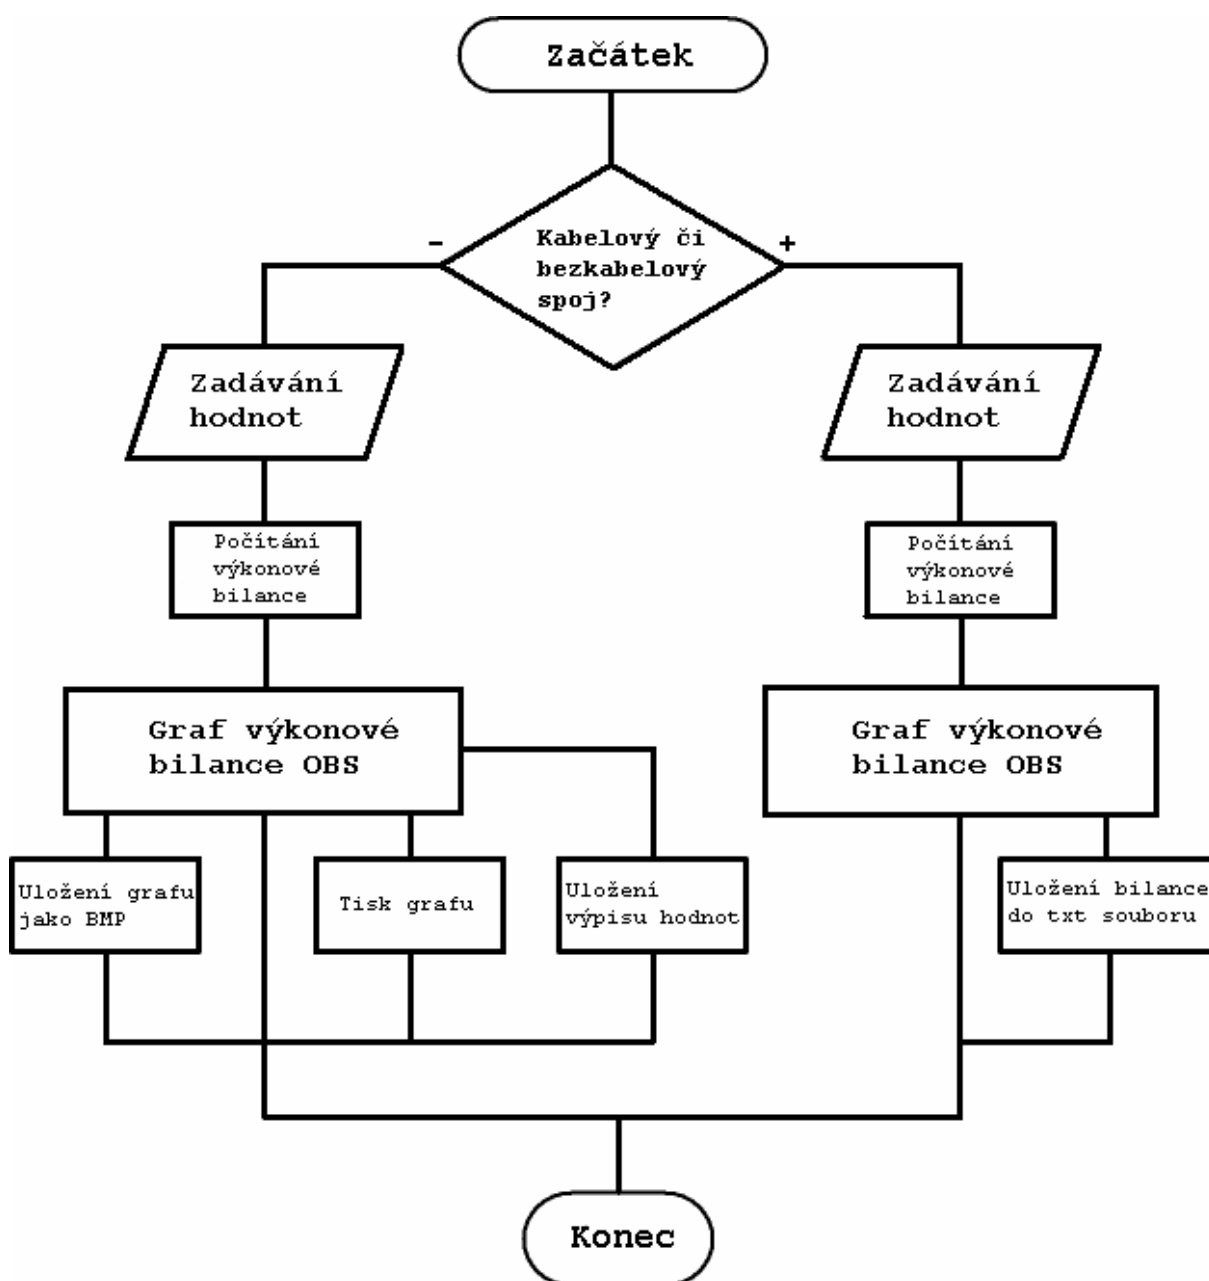 Začátek
-
+
Kabelový či
bezkabelový
spoj?
Zadávání
hodnot
Zadávání
hodnot
Počítání
výkonové
bilance
Počítání
výkonové
bilance
Graf výkonové
bilance OBS
Graf výkonové
bilance OBS
Uložení grafu
jako BMP
Tisk grafu
Uložení
výpisu hodnot
Uložení bilance
do txt souboru
Konec